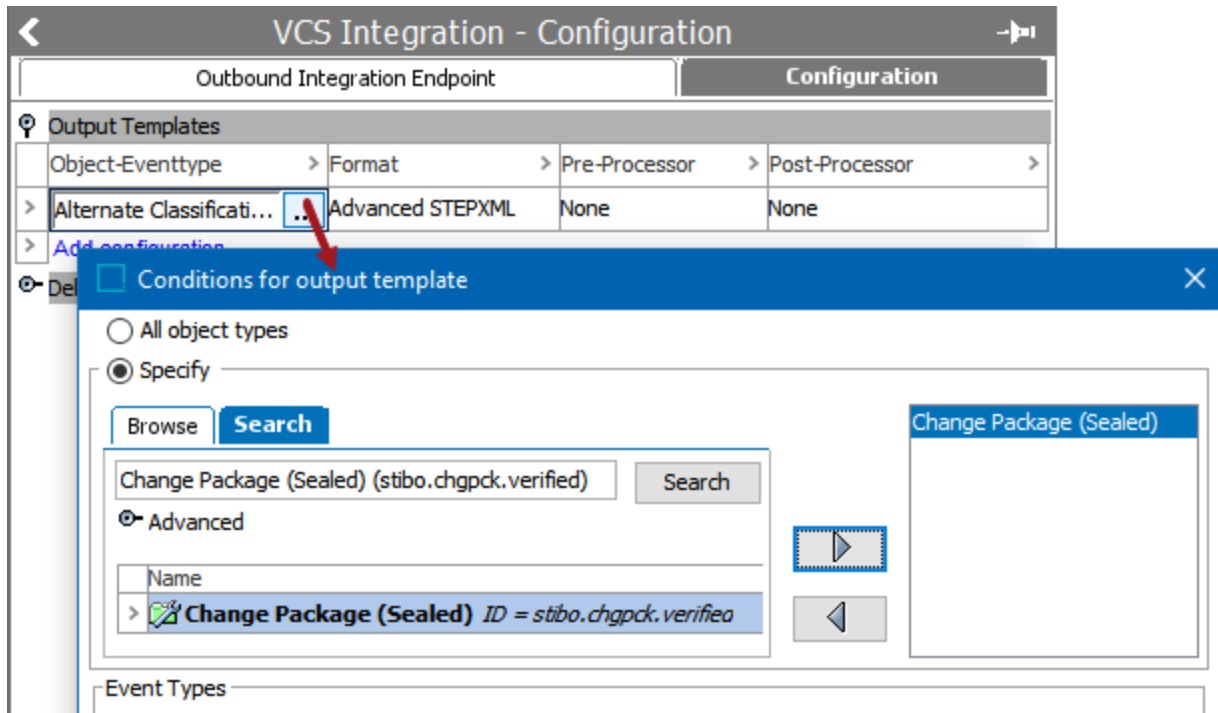 VCS Integration - Configuration
Outbound Integration Endpoint
Configuration
Output Templates
Object-Eventtype > Format > Pre-Processor > Post-Processor >
> Alternate Classificati... ... Advanced STEPXML None None
> Add configuration
Del
Conditions for output template
All object types
Specify
Browse Search
Change Package (Sealed)
Change Package (Sealed) (stibo.chgpck.verified) Search
Advanced
Name
> Change Package (Sealed) ID = stibo.chgpck.verified
Event Types